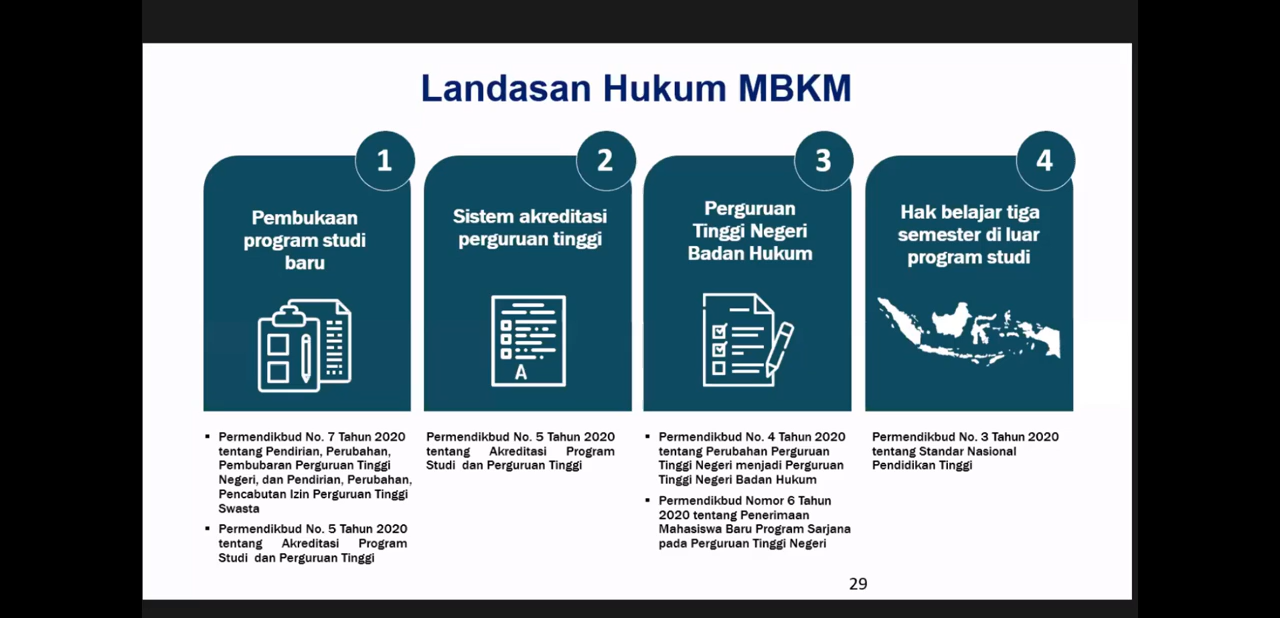 Landasan Hukum MBKM
1
Pembukaan
program studi
baru
2
Sistem akreditasi
perguruan tinggi
A
3
Perguruan
Tinggi Negeri
Badan Hukum
4
Hak belajar tiga
semester di luar
program studi
▪ Permendikbud No. 7 Tahun 2020
tentang Pendirian, Perubahan,
Pembubaran Perguruan Tinggi
Negeri, dan Pendirian, Perubahan,
Pencabutan Izin Perguruan Tinggi
Swasta
▪ Permendikbud No. 5 Tahun 2020
tentang Akreditasi Program
Studi dan Perguruan Tinggi
Permendikbud No. 5 Tahun 2020
tentang Akreditasi Program
Studi dan Perguruan Tinggi
▪ Permendikbud No. 4 Tahun 2020
tentang Perubahan Perguruan
Tinggi Negeri menjadi Perguruan
Tinggi Negeri Badan Hukum
▪ Permendikbud Nomor 6 Tahun
2020 tentang Penerimaan
Mahasiswa Baru Program Sarjana
pada Perguruan Tinggi Negeri
Permendikbud No. 3 Tahun 2020
tentang Standar Nasional
Pendidikan Tinggi
29